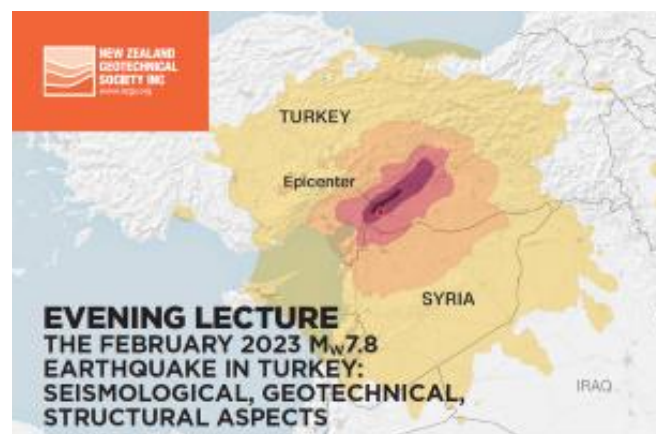 NEW ZEALAND
GEOTECHNICAL
SOCIETY INC
TURKEY
Epicenter
SYRIA
IRAQ
EVENING LECTURE
THE FEBRUARY 2023 Mw7.8
EARTHQUAKE IN TURKEY:
SEISMOLOGICAL, GEOTECHNICAL,
STRUCTURAL ASPECTS